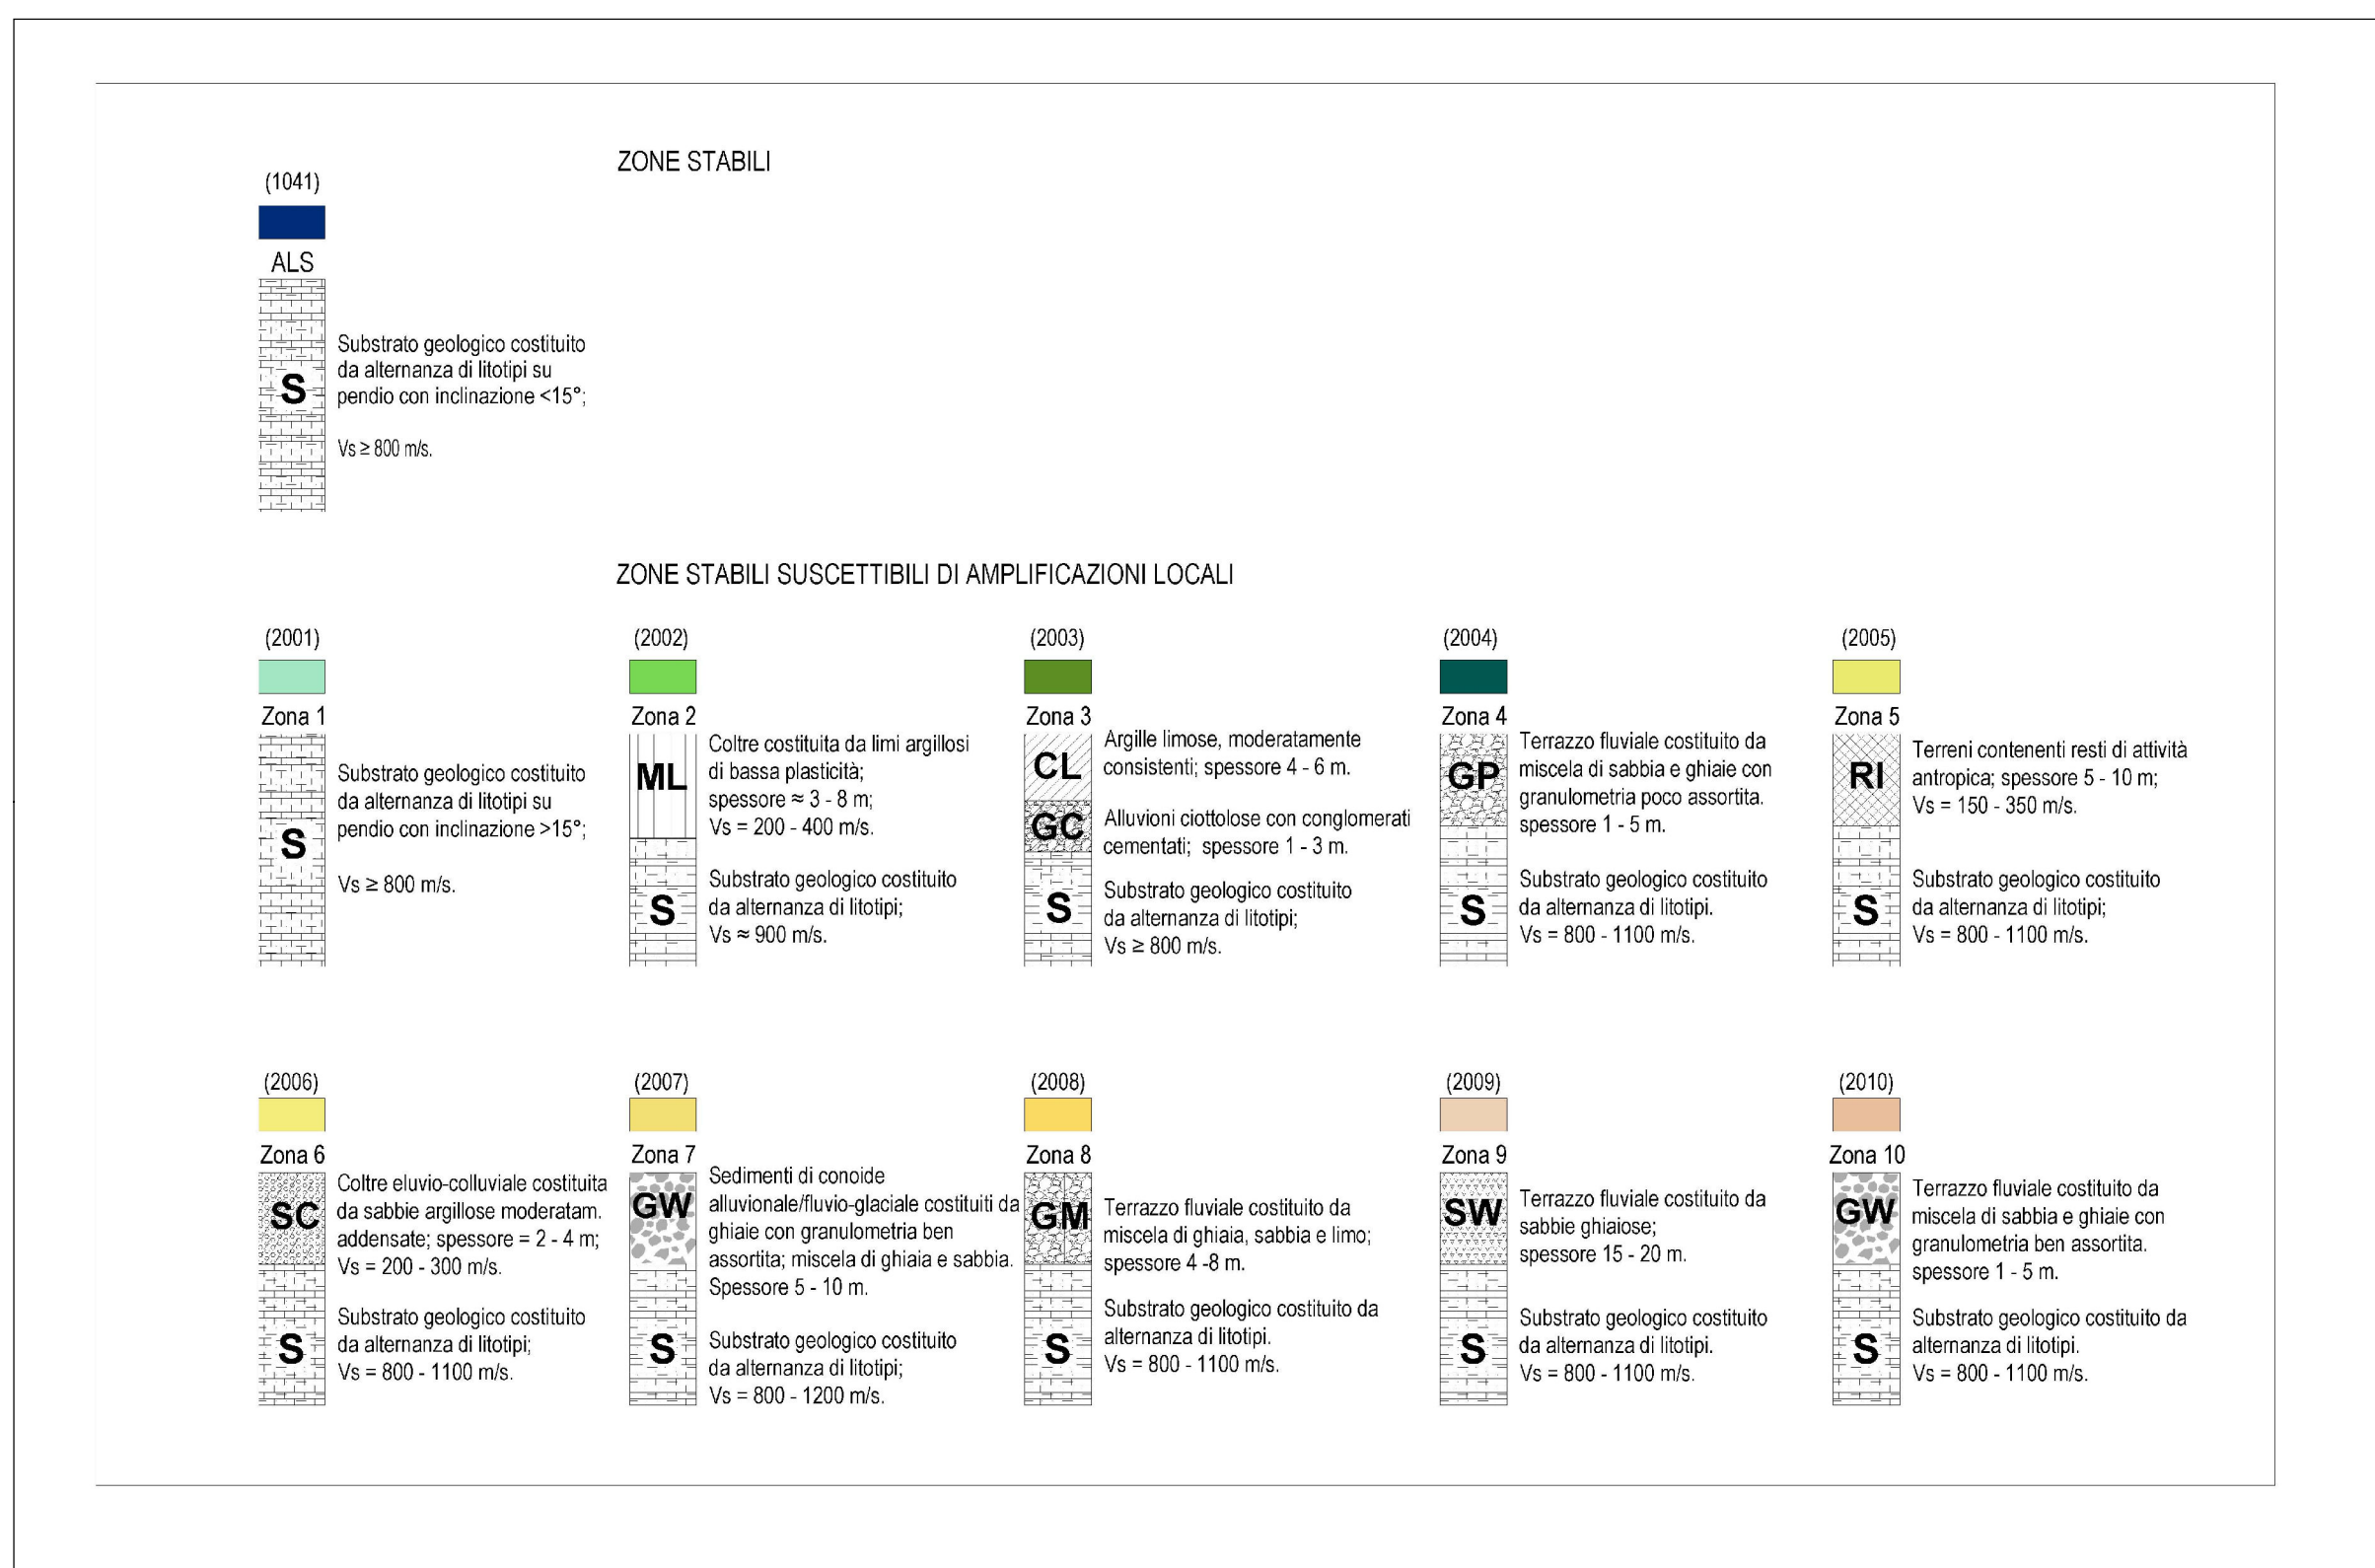 ZONE STABILI
(1041)
ALS
S
Substrato geologico costituito
da alternanza di litotipi su
pendio con inclinazione <15°;
Vs ≥ 800 m/s.
ZONE STABILI SUSCETTIBILI DI AMPLIFICAZIONI LOCALI
(2001)
Zona 1
S
Substrato geologico costituito
da alternanza di litotipi su
pendio con inclinazione >15°;
Vs ≥ 800 m/s.
(2002)
Zona 2
ML
Coltre costituita da limi argillosi
di bassa plasticità;
spessore ≈ 3 - 8 m;
Vs = 200 - 400 m/s.
S
Substrato geologico costituito
da alternanza di litotipi;
Vs ≈ 900 m/s.
(2003)
Zona 3
CL
Argille limose, moderatamente
consistenti; spessore 4 - 6 m.
GC
Alluvioni ciottolose con conglomerati
cementati; spessore 1 - 3 m.
S
Substrato geologico costituito
da alternanza di litotipi;
Vs ≥ 800 m/s.
(2004)
Zona 4
GP
Terrazzo fluviale costituito da
miscela di sabbia e ghiaie con
granulometria poco assortita.
spessore 1 - 5 m.
S
Substrato geologico costituito
da alternanza di litotipi.
Vs = 800 - 1100 m/s.
(2005)
Zona 5
RI
Terreni contenenti resti di attività
antropica; spessore 5 - 10 m;
Vs = 150 - 350 m/s.
S
Substrato geologico costituito
da alternanza di litotipi;
Vs = 800 - 1100 m/s.
(2006)
Zona 6
SC
Coltre eluvio-colluviale costituita
da sabbie argillose moderatam.
addensate; spessore = 2 - 4 m;
Vs = 200 - 300 m/s.
S
Substrato geologico costituito
da alternanza di litotipi;
Vs = 800 - 1100 m/s.
(2007)
Zona 7
GW
Sedimenti di conoide
alluvionale/fluvio-glaciale costituiti da
ghiaie con granulometria ben
assortita; miscela di ghiaia e sabbia.
Spessore 5 - 10 m.
S
Substrato geologico costituito
da alternanza di litotipi;
Vs = 800 - 1200 m/s.
(2008)
Zona 8
GM
Terrazzo fluviale costituito da
miscela di ghiaia, sabbia e limo;
spessore 4 -8 m.
S
Substrato geologico costituito da
alternanza di litotipi.
Vs = 800 - 1100 m/s.
(2009)
Zona 9
SW
Terrazzo fluviale costituito da
sabbie ghiaiose;
spessore 15 - 20 m.
S
Substrato geologico costituito
da alternanza di litotipi.
Vs = 800 - 1100 m/s.
(2010)
Zona 10
GW
Terrazzo fluviale costituito da
miscela di sabbia e ghiaie con
granulometria ben assortita.
spessore 1 - 5 m.
S
Substrato geologico costituito da
alternanza di litotipi.
Vs = 800 - 1100 m/s.